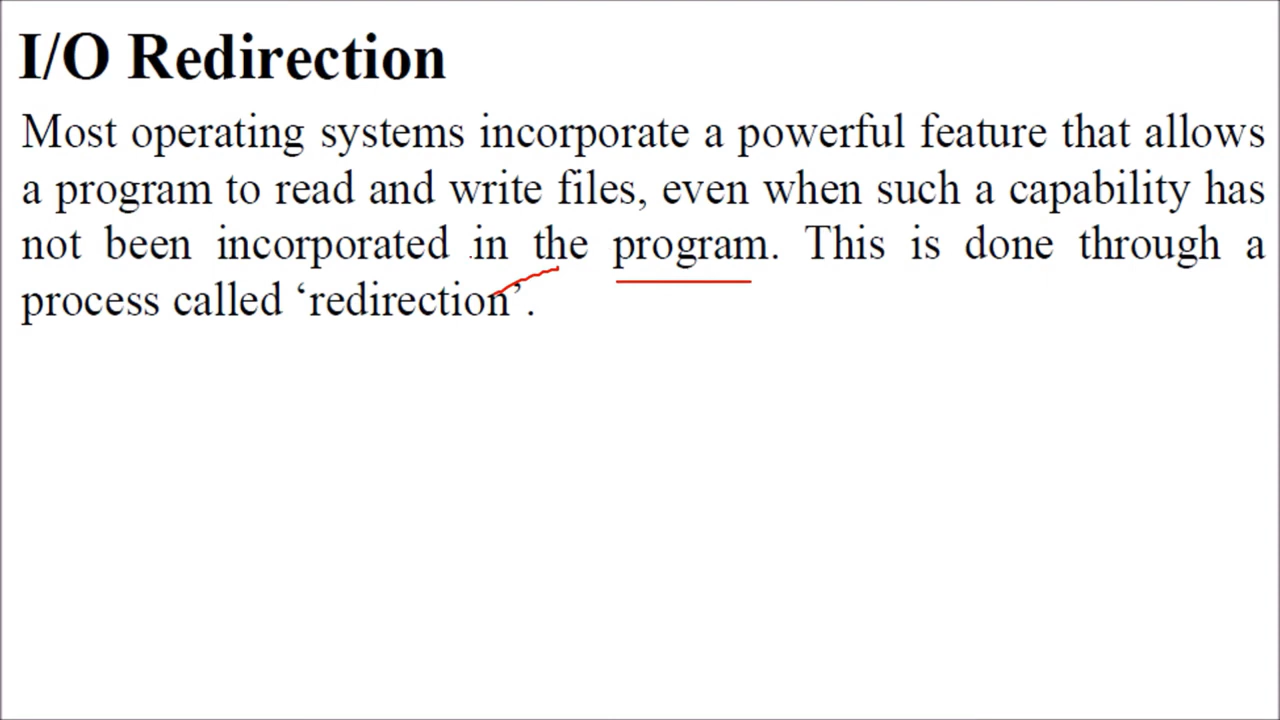 I/O Redirection
Most operating systems incorporate a powerful feature that allows
a program to read and write files, even when such a capability has
not been incorporated in the program. This is done through a
process called ‘redirection’.